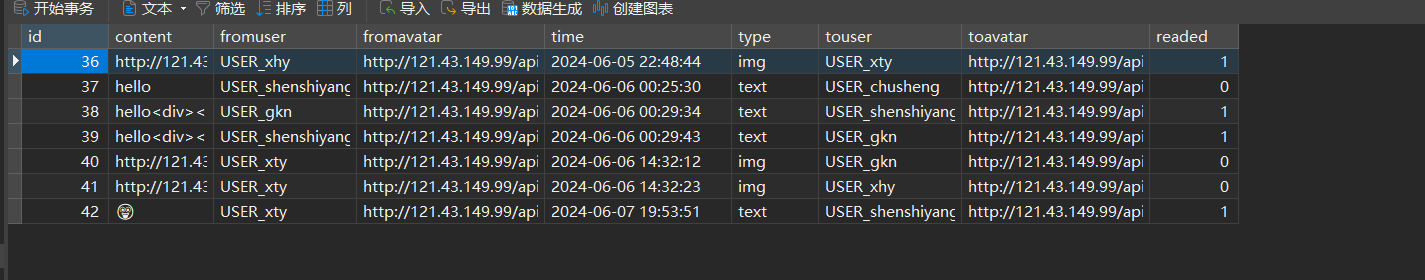 开始事务 文本 筛选 排序 列 导入 导出 数据生成 创建图表
id content fromuser fromavatar time type touser toavatar readed
36 http://121.43 USER_xhy http://121.43.149.99/api 2024-06-05 22:48:44 img USER_xty http://121.43.149.99/api 1
37 hello USER_shenshiyang http://121.43.149.99/api 2024-06-06 00:25:30 text USER_chusheng http://121.43.149.99/api 0
38 hello<div>< USER_gkn http://121.43.149.99/api 2024-06-06 00:29:34 text USER_shenshiyang http://121.43.149.99/api 1
39 hello<div>< USER_shenshiyang http://121.43.149.99/api 2024-06-06 00:29:43 text USER_gkn http://121.43.149.99/api 1
40 http://121.43 USER_xty http://121.43.149.99/api 2024-06-06 14:32:12 img USER_gkn http://121.43.149.99/api 0
41 http://121.43 USER_xty http://121.43.149.99/api 2024-06-06 14:32:23 img USER_xhy http://121.43.149.99/api 0
42 USER_xty http://121.43.149.99/api 2024-06-07 19:53:51 text USER_shenshiyang http://121.43.149.99/api 1